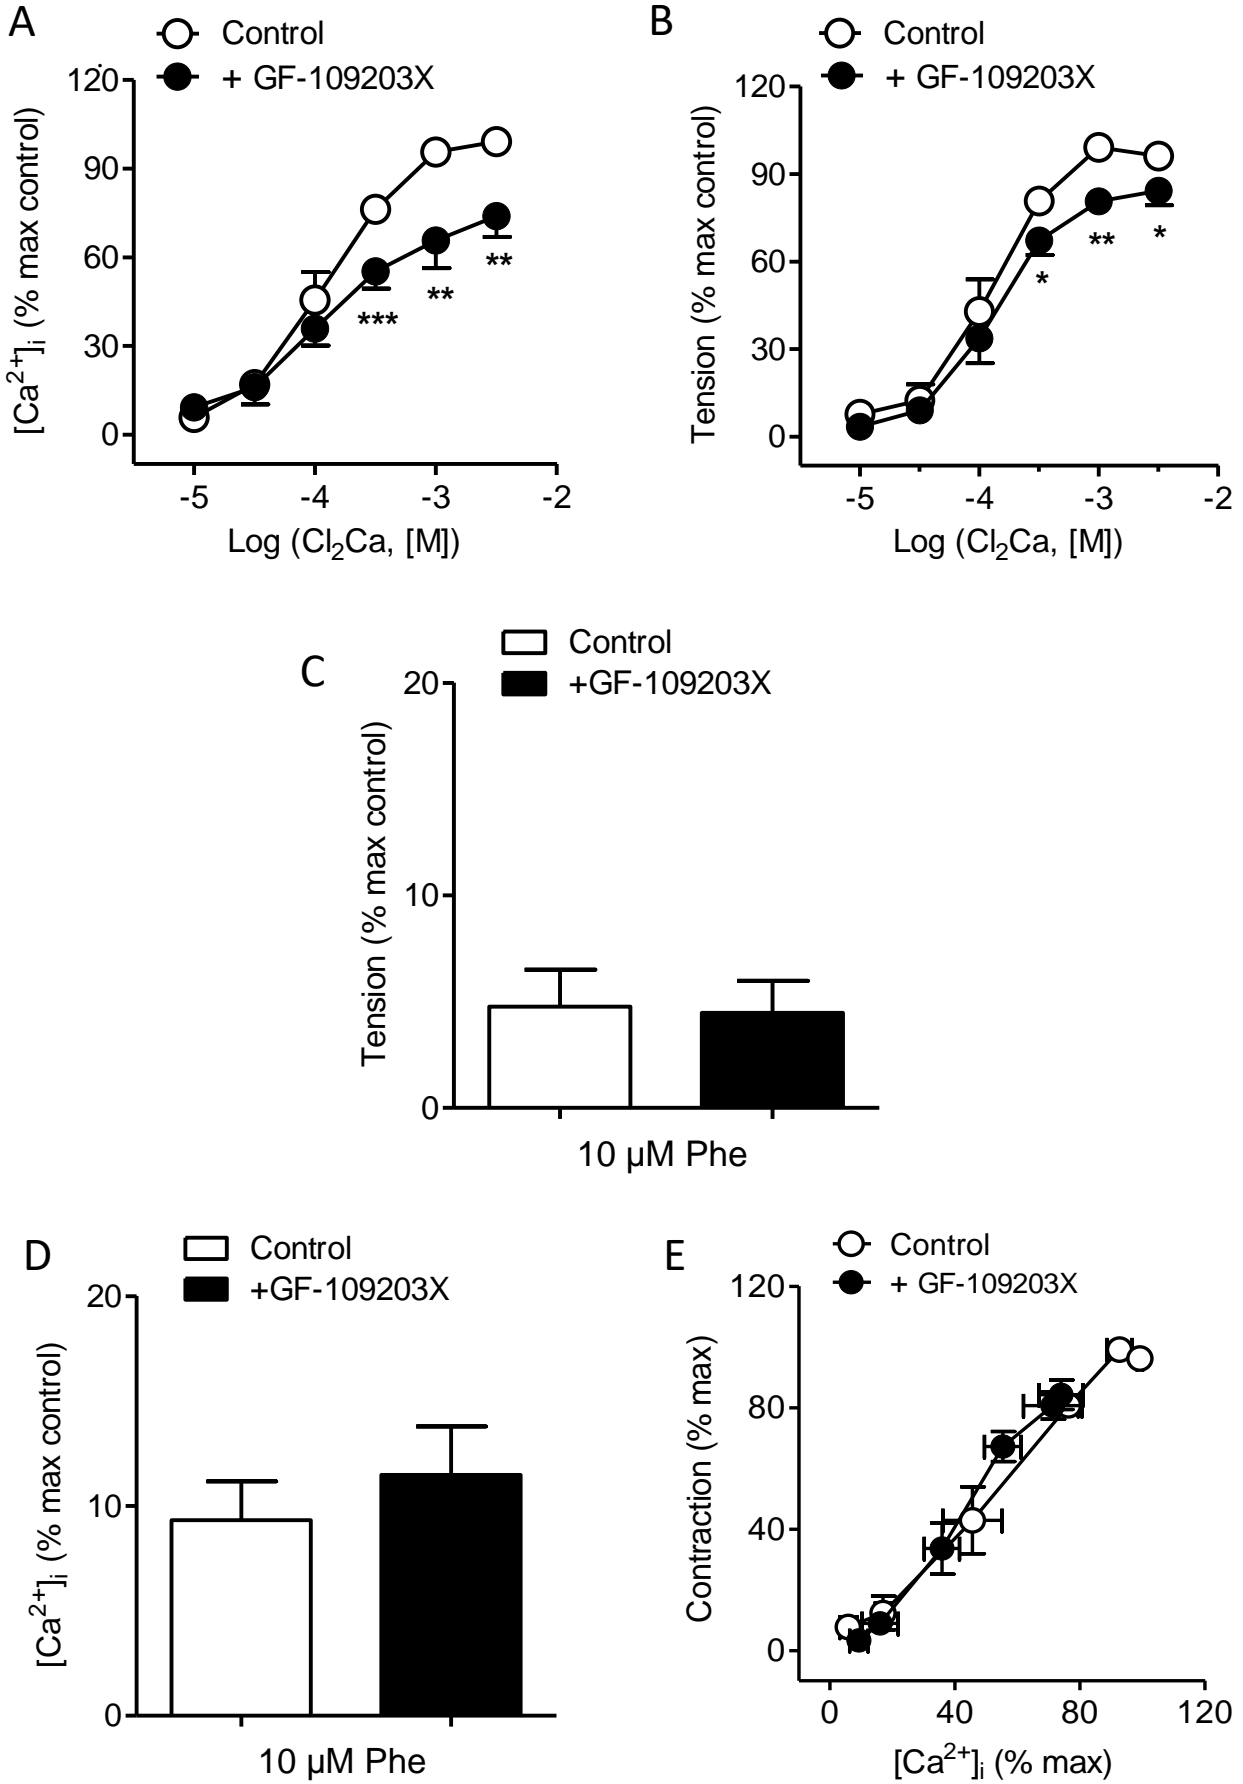 A
Control
+ GF-109203X
[Ca²⁺]ᵢ (% max control)
120
90
60
30
0
***
**
**
-5 -4 -3 -2
Log (Cl₂Ca, [M])
B
Control
+ GF-109203X
Tension (% max control)
120
90
60
30
0
*
**
*
-5 -4 -3 -2
Log (Cl₂Ca, [M])
C
Control
+GF-109203X
Tension (% max control)
20
10
0
10 µM Phe
D
Control
+GF-109203X
[Ca²⁺]ᵢ (% max control)
20
10
0
10 µM Phe
E
Control
+ GF-109203X
Contraction (% max)
120
80
40
0
0 40 80 120
[Ca²⁺]ᵢ (% max)